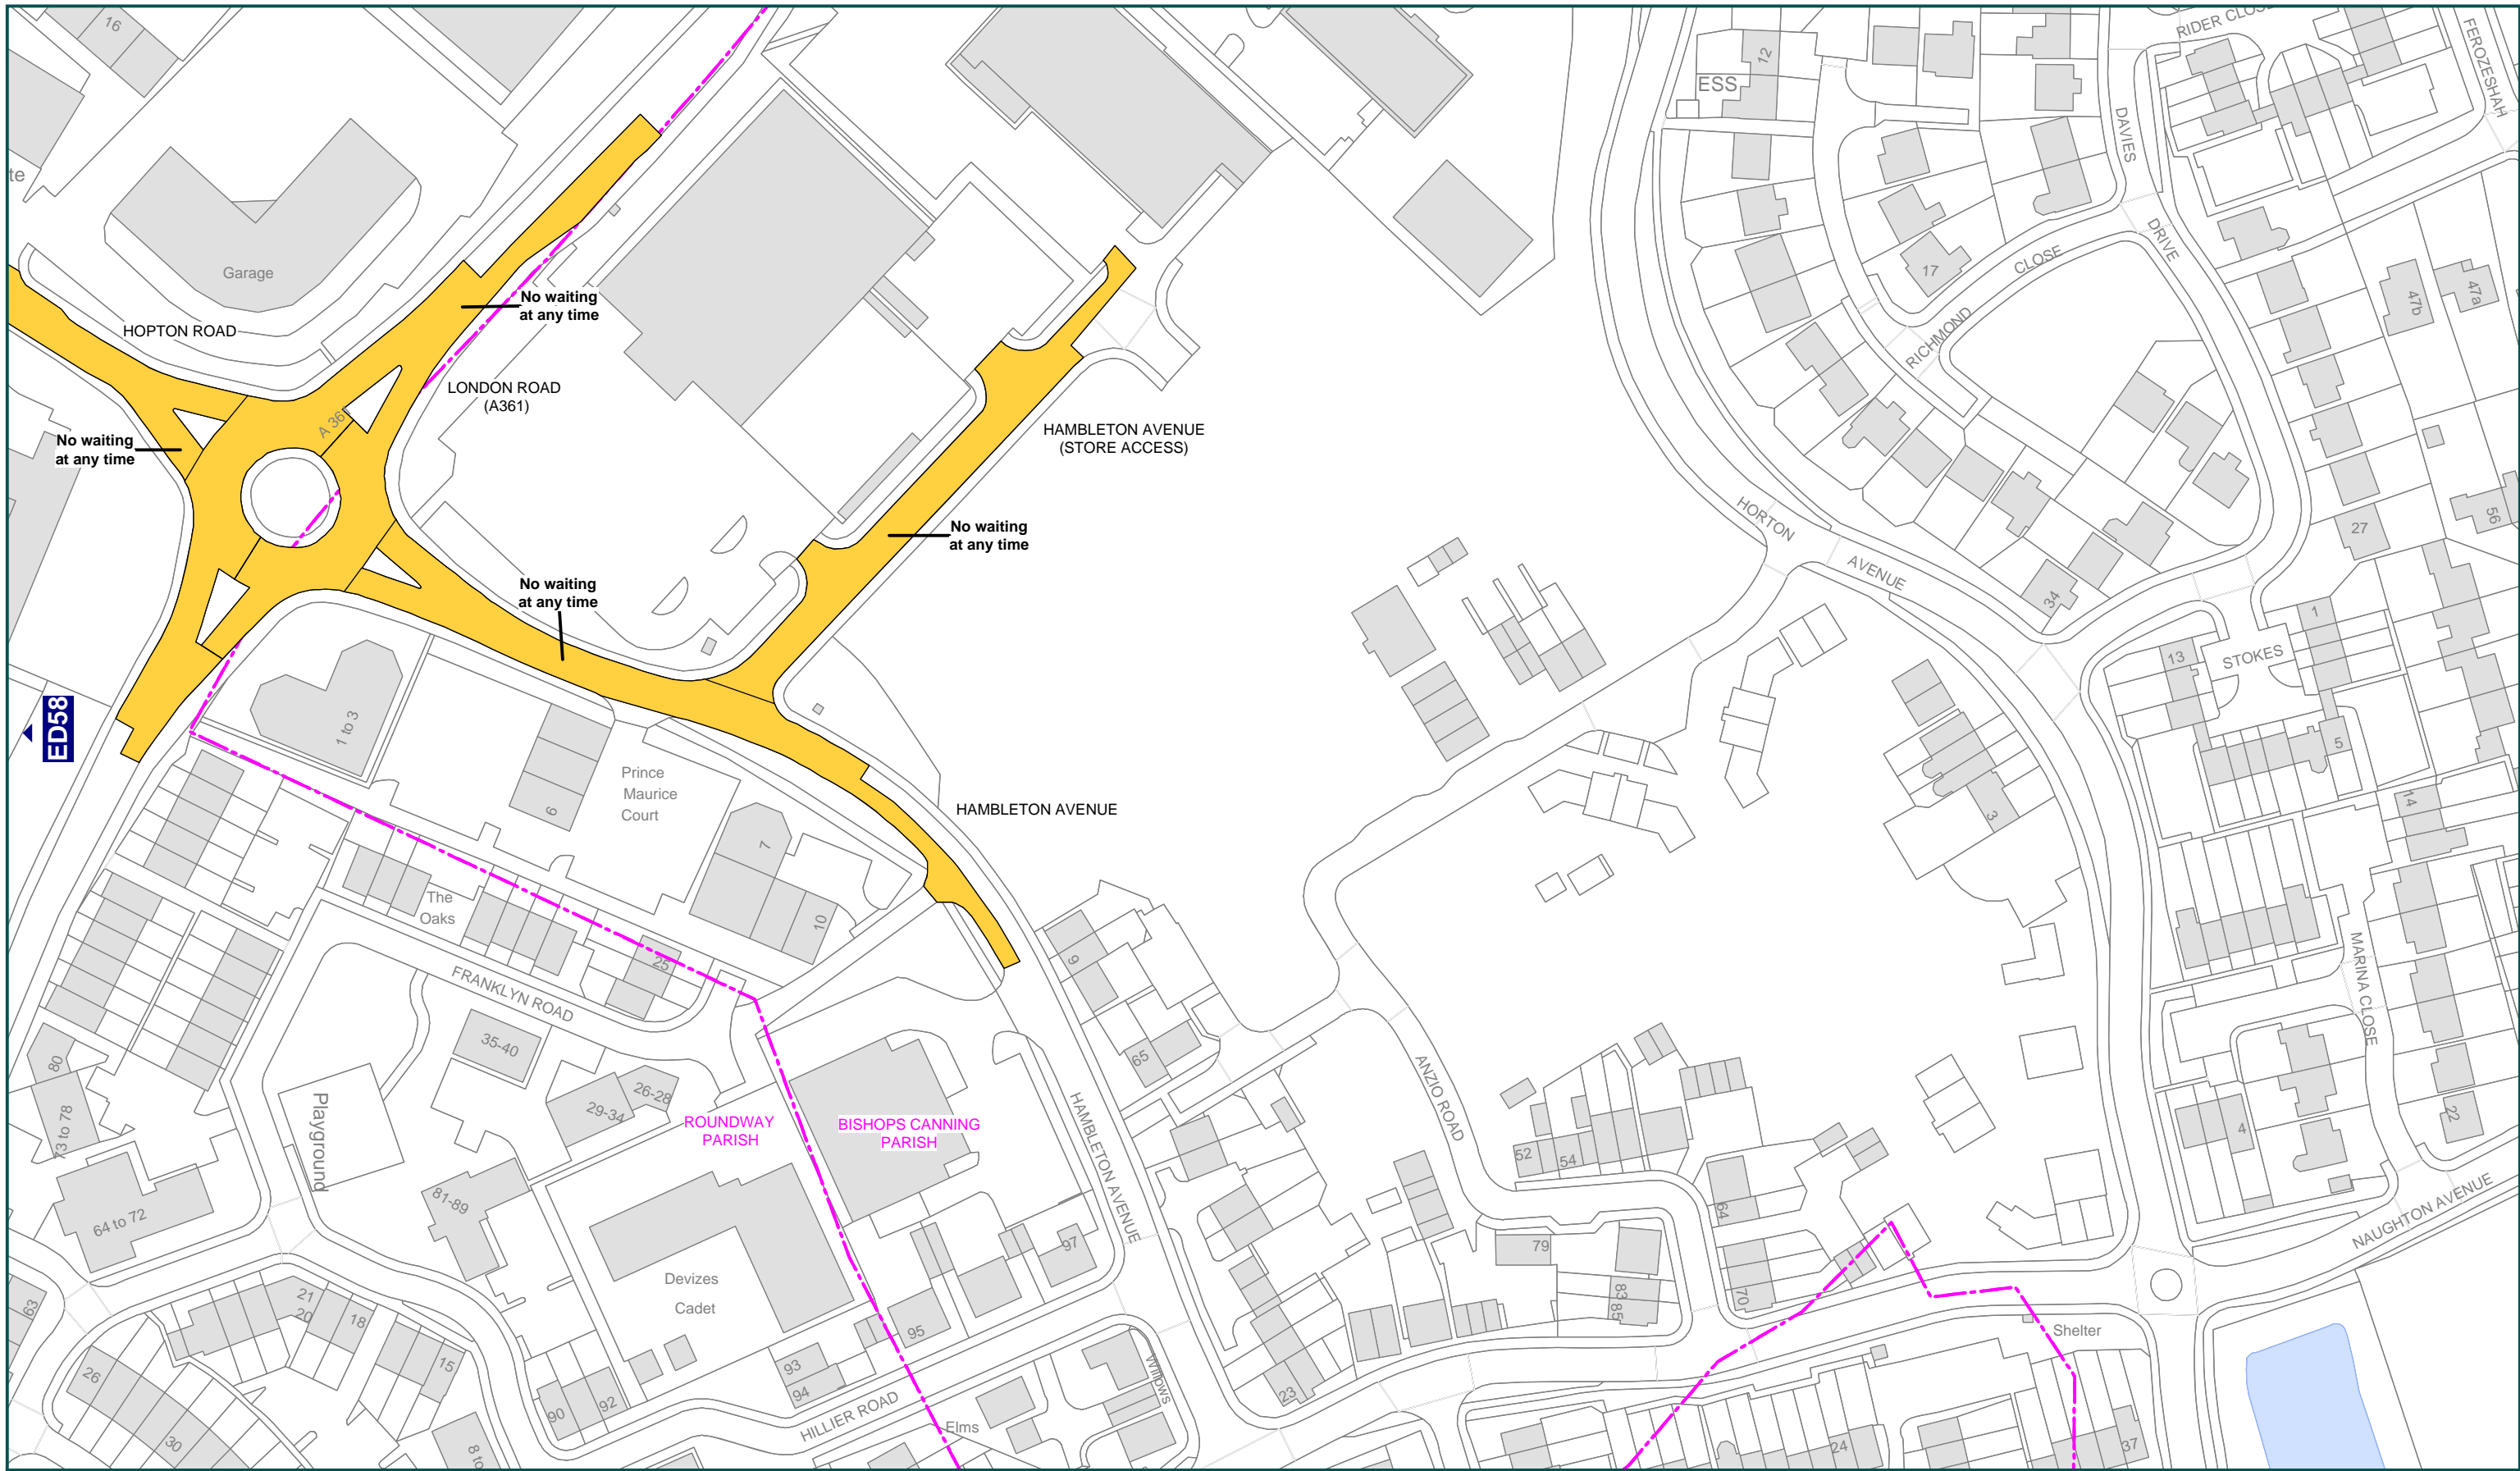 16
te
Garage
HOPTON ROAD
No waiting
at any time
LONDON ROAD
(A361)
A 361
No waiting
at any time
No waiting
at any time
HAMBLETON AVENUE
(STORE ACCESS)
No waiting
at any time
ED58
1 to 3
6
Prince
Maurice
Court
7
10
HAMBLETON AVENUE
The
Oaks
25
FRANKLYN ROAD
35-40
29-34
26-28
80
73 to 78
64 to 72
Playground
81-89
ROUNDWAY
PARISH
BISHOPS CANNING
PARISH
HAMBLETON AVENUE
Devizes
Cadet
97
95
93
94
90
92
HILLIER ROAD
Elms
Willows
63
21
20
18
15
26
30
8 to
9
65
23
ANZIO ROAD
52
54
64
79
83
85
70
Shelter
24
37
ESS
12
17
RICHMOND
CLOSE
DAVIES
DRIVE
RIDER CLOSE
FEROZESHAH
47b
47a
56
27
HORTON
AVENUE
34
1
13
STOKES
5
3
14
MARINA CLOSE
4
22
NAUGHTON AVENUE